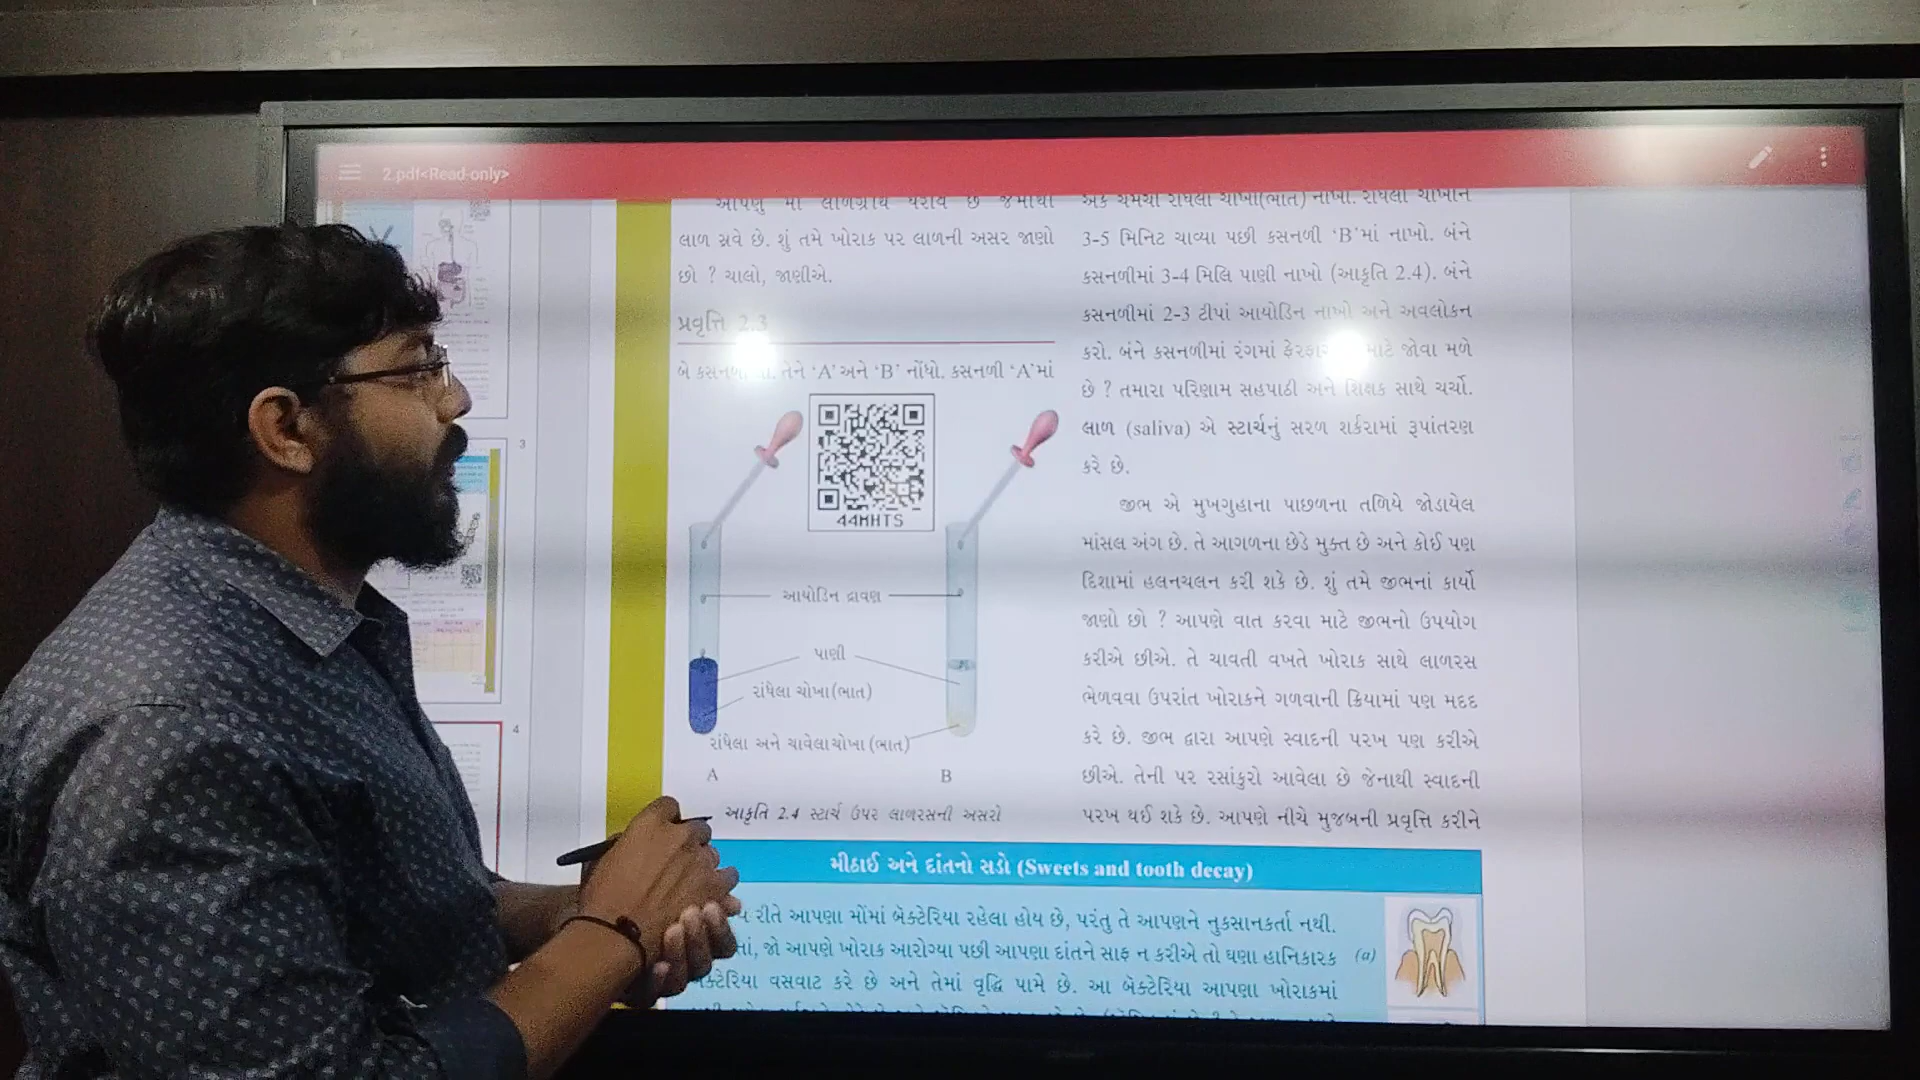 2.pdf<Read-only>
લાળ સ્રવે છે. શું તમે ખોરાક પર લાળની અસર જાણો
છો ? ચાલો, જાણીએ.
પ્રવૃત્તિ 2.3
બે તેને 'A' અને 'B' નોંધો. કસનળી 'A'માં
44MHTS
આયોડિન દ્રાવણ
પાણી
રાંધેલા ચોખા(ભાત)
રાંધેલા અને ચાવેલા ચોખા (ભાત)
A
B
આકૃતિ 2.4 સ્ટાર્ચ ઉપર લાળરસની અસરો
એક ચમચી રાંધેલા ચોખા(ભાત) નાખો. રાંધેલા ચોખાને
3-5 મિનિટ ચાવ્યા પછી કસનળી 'B'માં નાખો. બંને
કસનળીમાં 3-4 મિલિ પાણી નાખો (આકૃતિ 2.4). બંને
કસનળીમાં 2-3 ટીપાં આયોડિન નાખો અને અવલોકન
કરો. બંને કસનળીમાં રંગમાં માટે જોવા મળે
છે ? તમારા પરિણામ સહપાઠી અને શિક્ષક સાથે ચર્ચો.
લાળ (saliva) એ સ્ટાર્ચનું સરળ શર્કરામાં રૂપાંતરણ
કરે છે.
જીભ એ મુખગુહાના પાછળના તળિયે જોડાયેલ
માંસલ અંગ છે. તે આગળના છેડે મુક્ત છે અને કોઈ પણ
દિશામાં હલનચલન કરી શકે છે. શું તમે જીભનાં કાર્યો
જાણો છો ? આપણે વાત કરવા માટે જીભનો ઉપયોગ
કરીએ છીએ. તે ચાવતી વખતે ખોરાક સાથે લાળરસ
ભેળવવા ઉપરાંત ખોરાકને ગળવાની ક્રિયામાં પણ મદદ
કરે છે. જીભ દ્વારા આપણે સ્વાદની પરખ પણ કરીએ
છીએ. તેની પર રસાંકુરો આવેલા છે જેનાથી સ્વાદની
પરખ થઈ શકે છે. આપણે નીચે મુજબની પ્રવૃત્તિ કરીને
મીઠાઈ અને દાંતનો સડો (Sweets and tooth decay)
રીતે આપણા મોંમાં બૅક્ટેરિયા રહેલા હોય છે, પરંતુ તે આપણને નુકસાનકર્તા નથી.
જો આપણે ખોરાક આરોગ્યા પછી આપણા દાંતને સાફ ન કરીએ તો ઘણા હાનિકારક
બૅક્ટેરિયા વસવાટ કરે છે અને તેમાં વૃદ્ધિ પામે છે. આ બૅક્ટેરિયા આપણા ખોરાકમાં
(a)
3
4